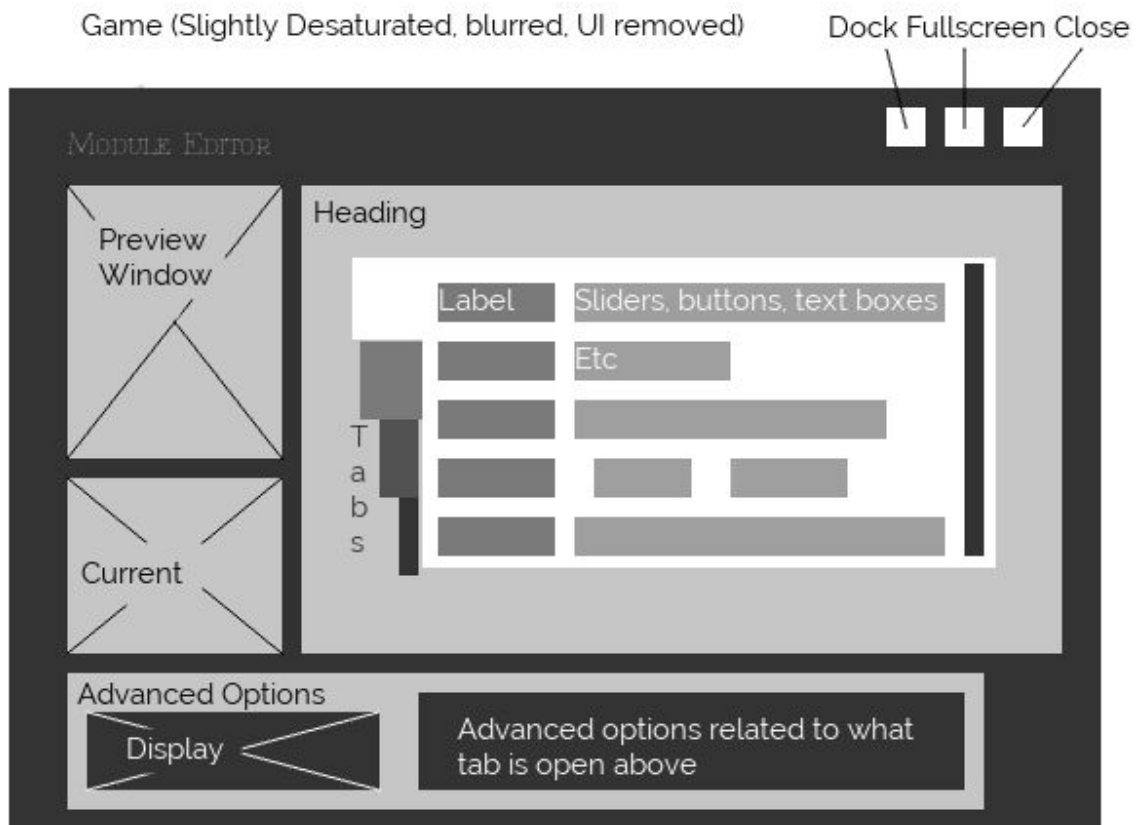 Game (Slightly Desaturated, blurred, UI removed)
Dock Fullscreen Close
Module Editor
Preview
Window
Heading
Label
Sliders, buttons, text boxes
Etc
T
a
b
s
Current
Advanced Options
Display
Advanced options related to what
tab is open above